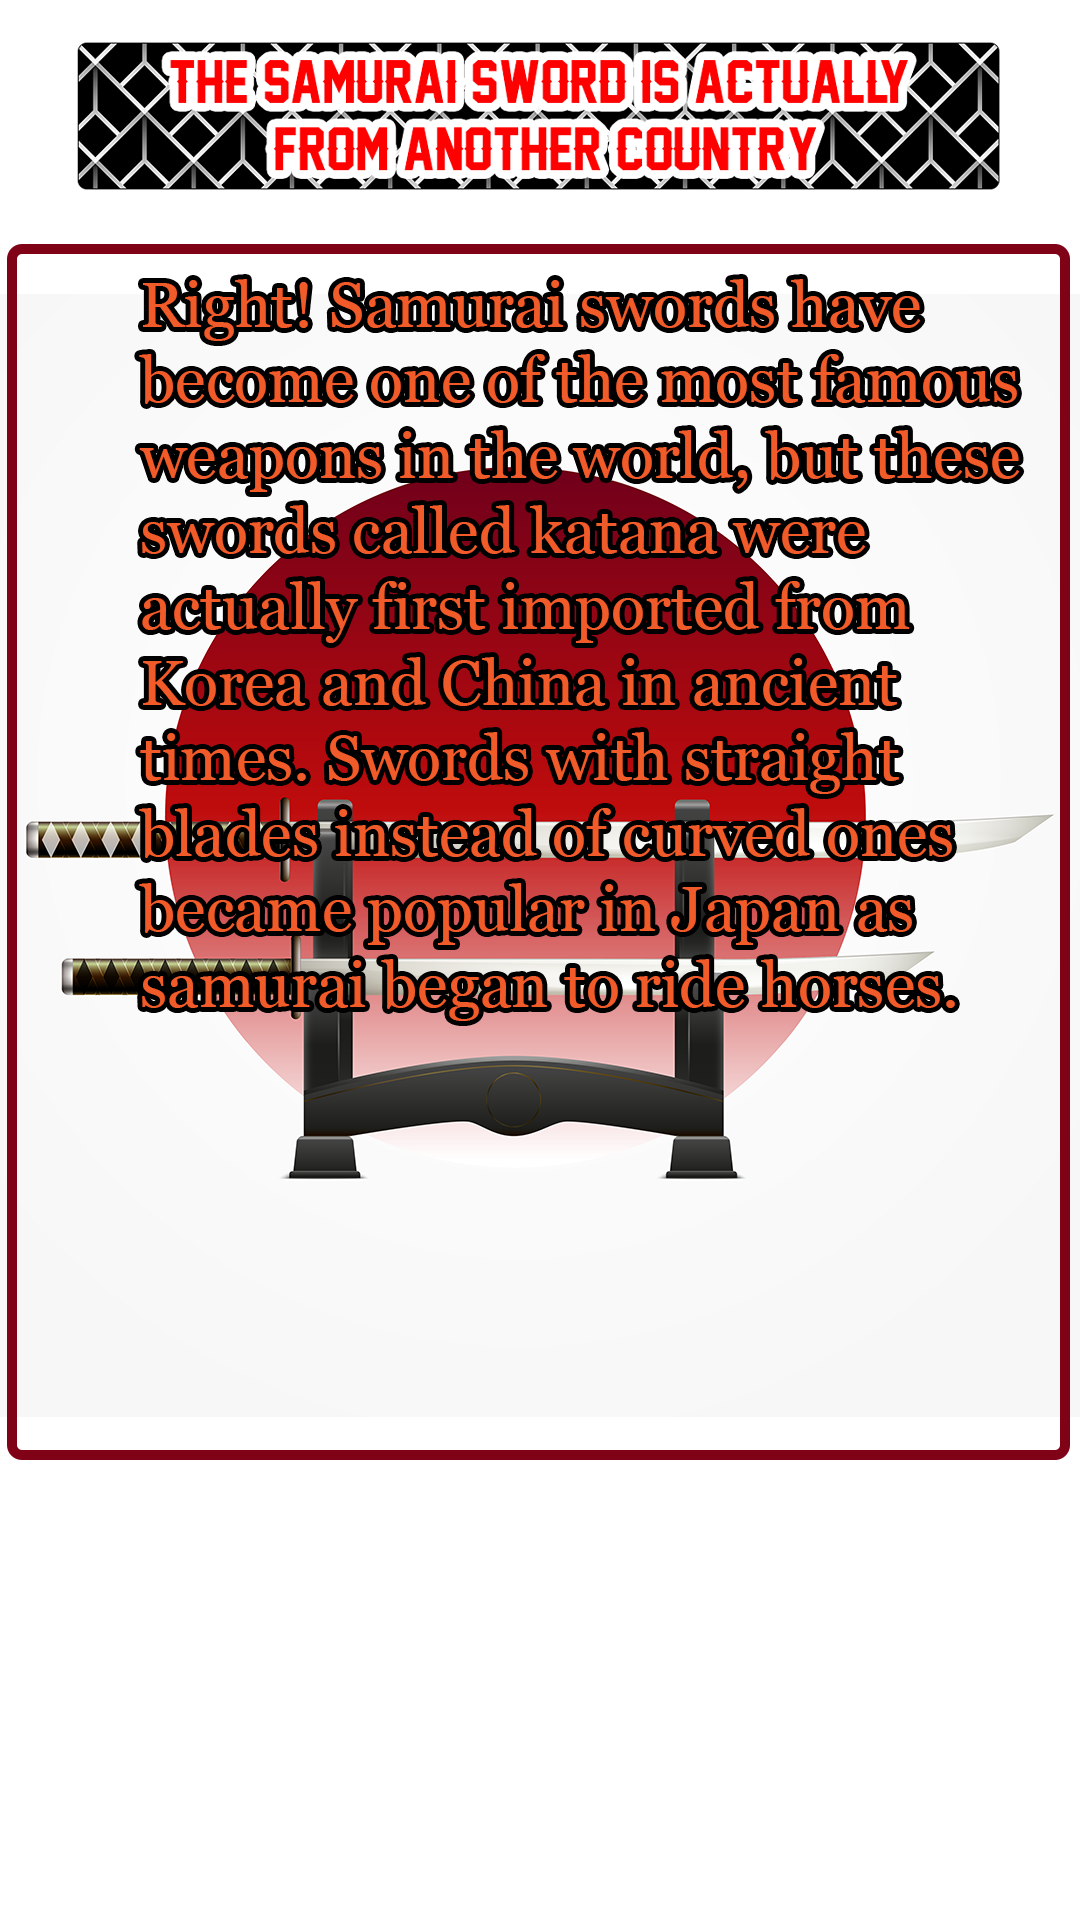 THE SAMURAI SWORD IS ACTUALLY
FROM ANOTHER COUNTRY
Right! Samurai swords have
become one of the most famous
weapons in the world, but these
swords called katana were
actually first imported from
Korea and China in ancient
times. Swords with straight
blades instead of curved ones
became popular in Japan as
samurai began to ride horses.